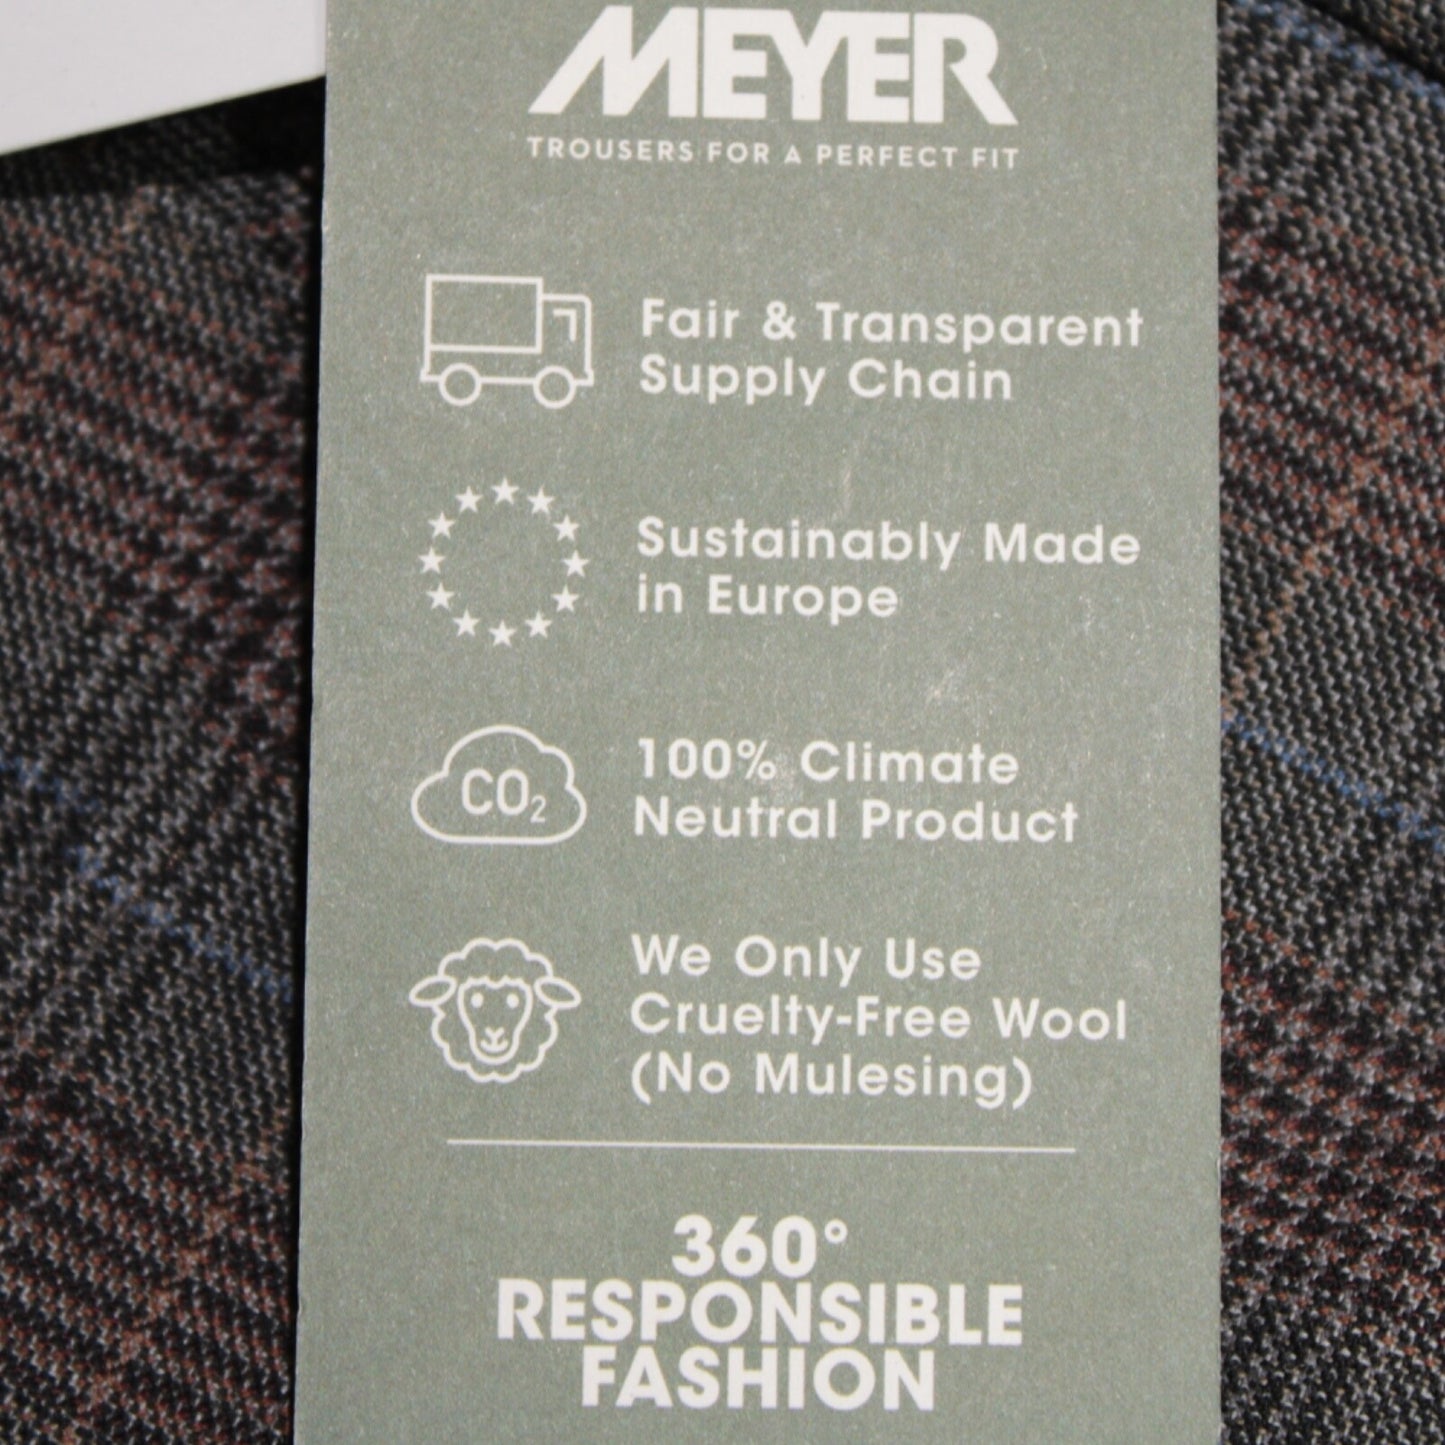 MEYER
TROUSERS FOR A PERFECT FIT
Fair & Transparent
Supply Chain
Sustainably Made
in Europe
CO₂
100% Climate
Neutral Product
We Only Use
Cruelty-Free Wool
(No Mulesing)
360°
RESPONSIBLE
FASHION